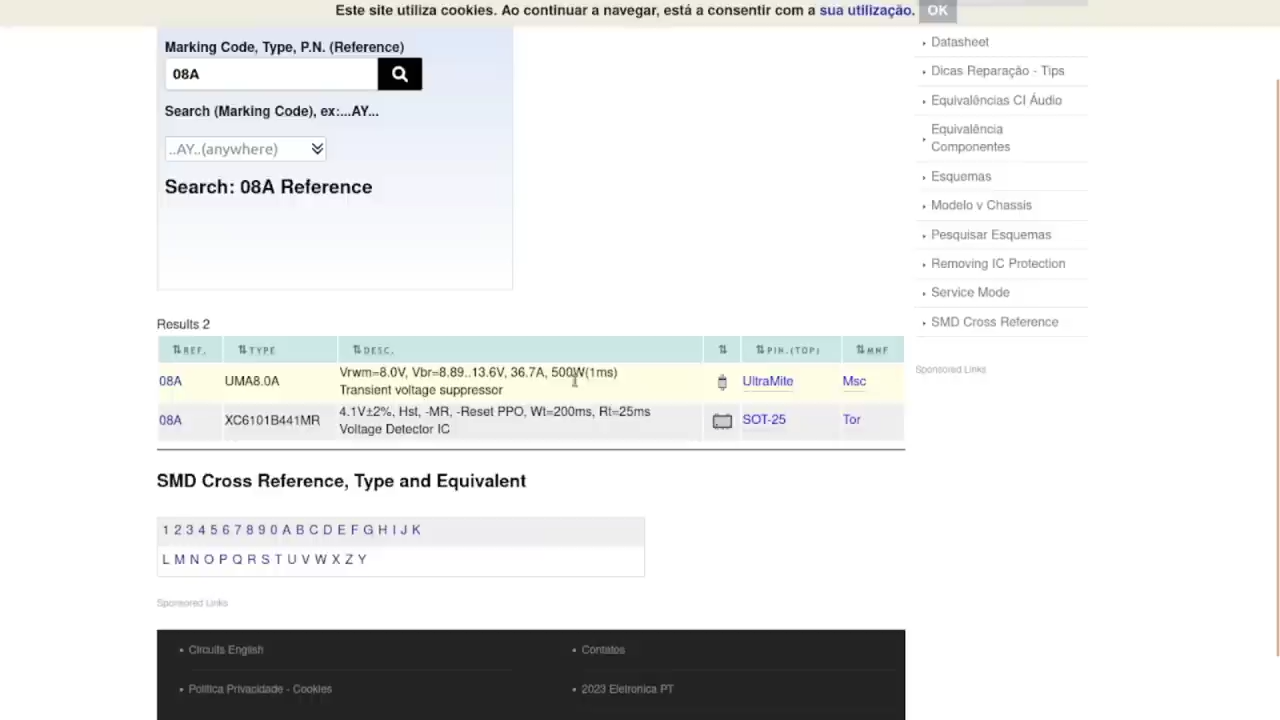 Este site utiliza cookies. Ao continuar a navegar, está a consentir com a sua utilização. OK
Marking Code, Type, P.N. (Reference)
08A
Search (Marking Code), ex:...AY...
..AY..(anywhere)
Search: 08A Reference
Datasheet
Dicas Reparação - Tips
Equivalências CI Áudio
Equivalência
Componentes
Esquemas
Modelo v Chassis
Pesquisar Esquemas
Removing IC Protection
Service Mode
SMD Cross Reference
Sponsored Links
Results 2
REF. TYPE DESC. PIN.(TOP) MNF
08A UMA8.0A Vrwm=8.0V, Vbr=8.89..13.6V, 36.7A, 500W(1ms) UltraMite Msc
Transient voltage suppressor
08A XC6101B441MR 4.1V±2%, Hst, -MR, -Reset PPO, Wt=200ms, Rt=25ms SOT-25 Tor
Voltage Detector IC
SMD Cross Reference, Type and Equivalent
1 2 3 4 5 6 7 8 9 0 A B C D E F G H I J K
L M N O P Q R S T U V W X Z Y
Sponsored Links
Circuits English
Contatos
Politica Privacidade - Cookies
2023 Eletronica PT